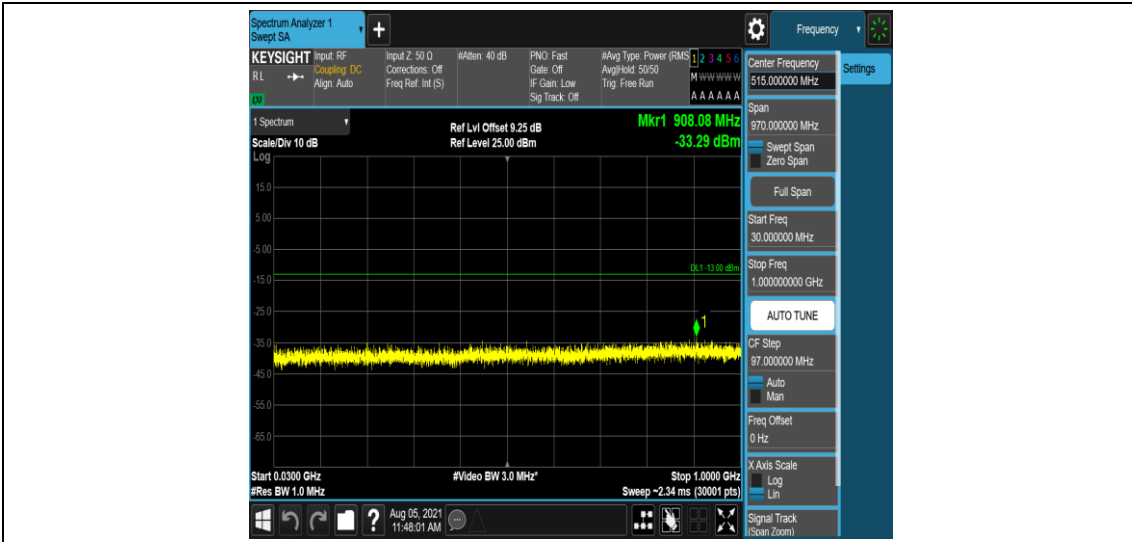 Spectrum Analyzer 1
Swept SA
+
Frequency
KEYSIGHT
RL
LXI
Input: RF
Coupling: DC
Align: Auto
Input Z: 50 Ω
Corrections: Off
Freq Ref: Int (S)
#Atten: 40 dB
PNO: Fast
Gate: Off
IF Gain: Low
Sig Track: Off
#Avg Type: Power (RMS
Avg|Hold: 50/50
Trig: Free Run
1 2 3 4 5 6
M W W W W W
A A A A A A
1 Spectrum
Scale/Div 10 dB
Ref Lvl Offset 9.25 dB
Ref Level 25.00 dBm
Mkr1 908.08 MHz
-33.29 dBm
Log
15.0
5.00
-5.00
DL1 -13.00 dBm
-15.0
-25.0
1
-35.0
-45.0
-55.0
-65.0
Start 0.0300 GHz
#Res BW 1.0 MHz
#Video BW 3.0 MHz*
Stop 1.0000 GHz
Sweep ~2.34 ms (30001 pts)
Center Frequency
515.000000 MHz
Settings
Span
970.000000 MHz
Swept Span
Zero Span
Full Span
Start Freq
30.000000 MHz
Stop Freq
1.000000000 GHz
AUTO TUNE
CF Step
97.000000 MHz
Auto
Man
Freq Offset
0 Hz
X Axis Scale
Log
Lin
Signal Track
(Span Zoom)
?
Aug 05, 2021
11:48:01 AM